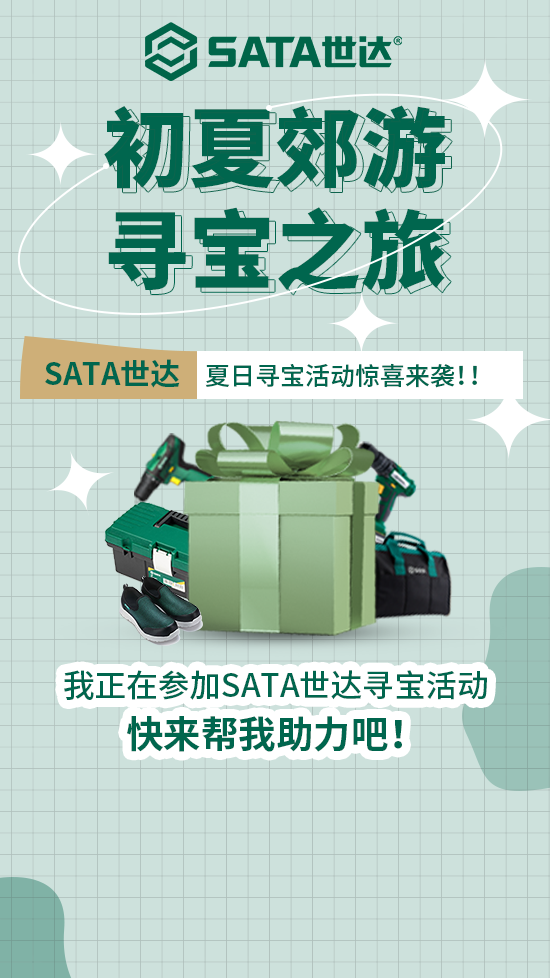 SATA世达®
初夏郊游
寻宝之旅
SATA世达 夏日寻宝活动惊喜来袭！！
我正在参加SATA世达寻宝活动
快来帮我助力吧！